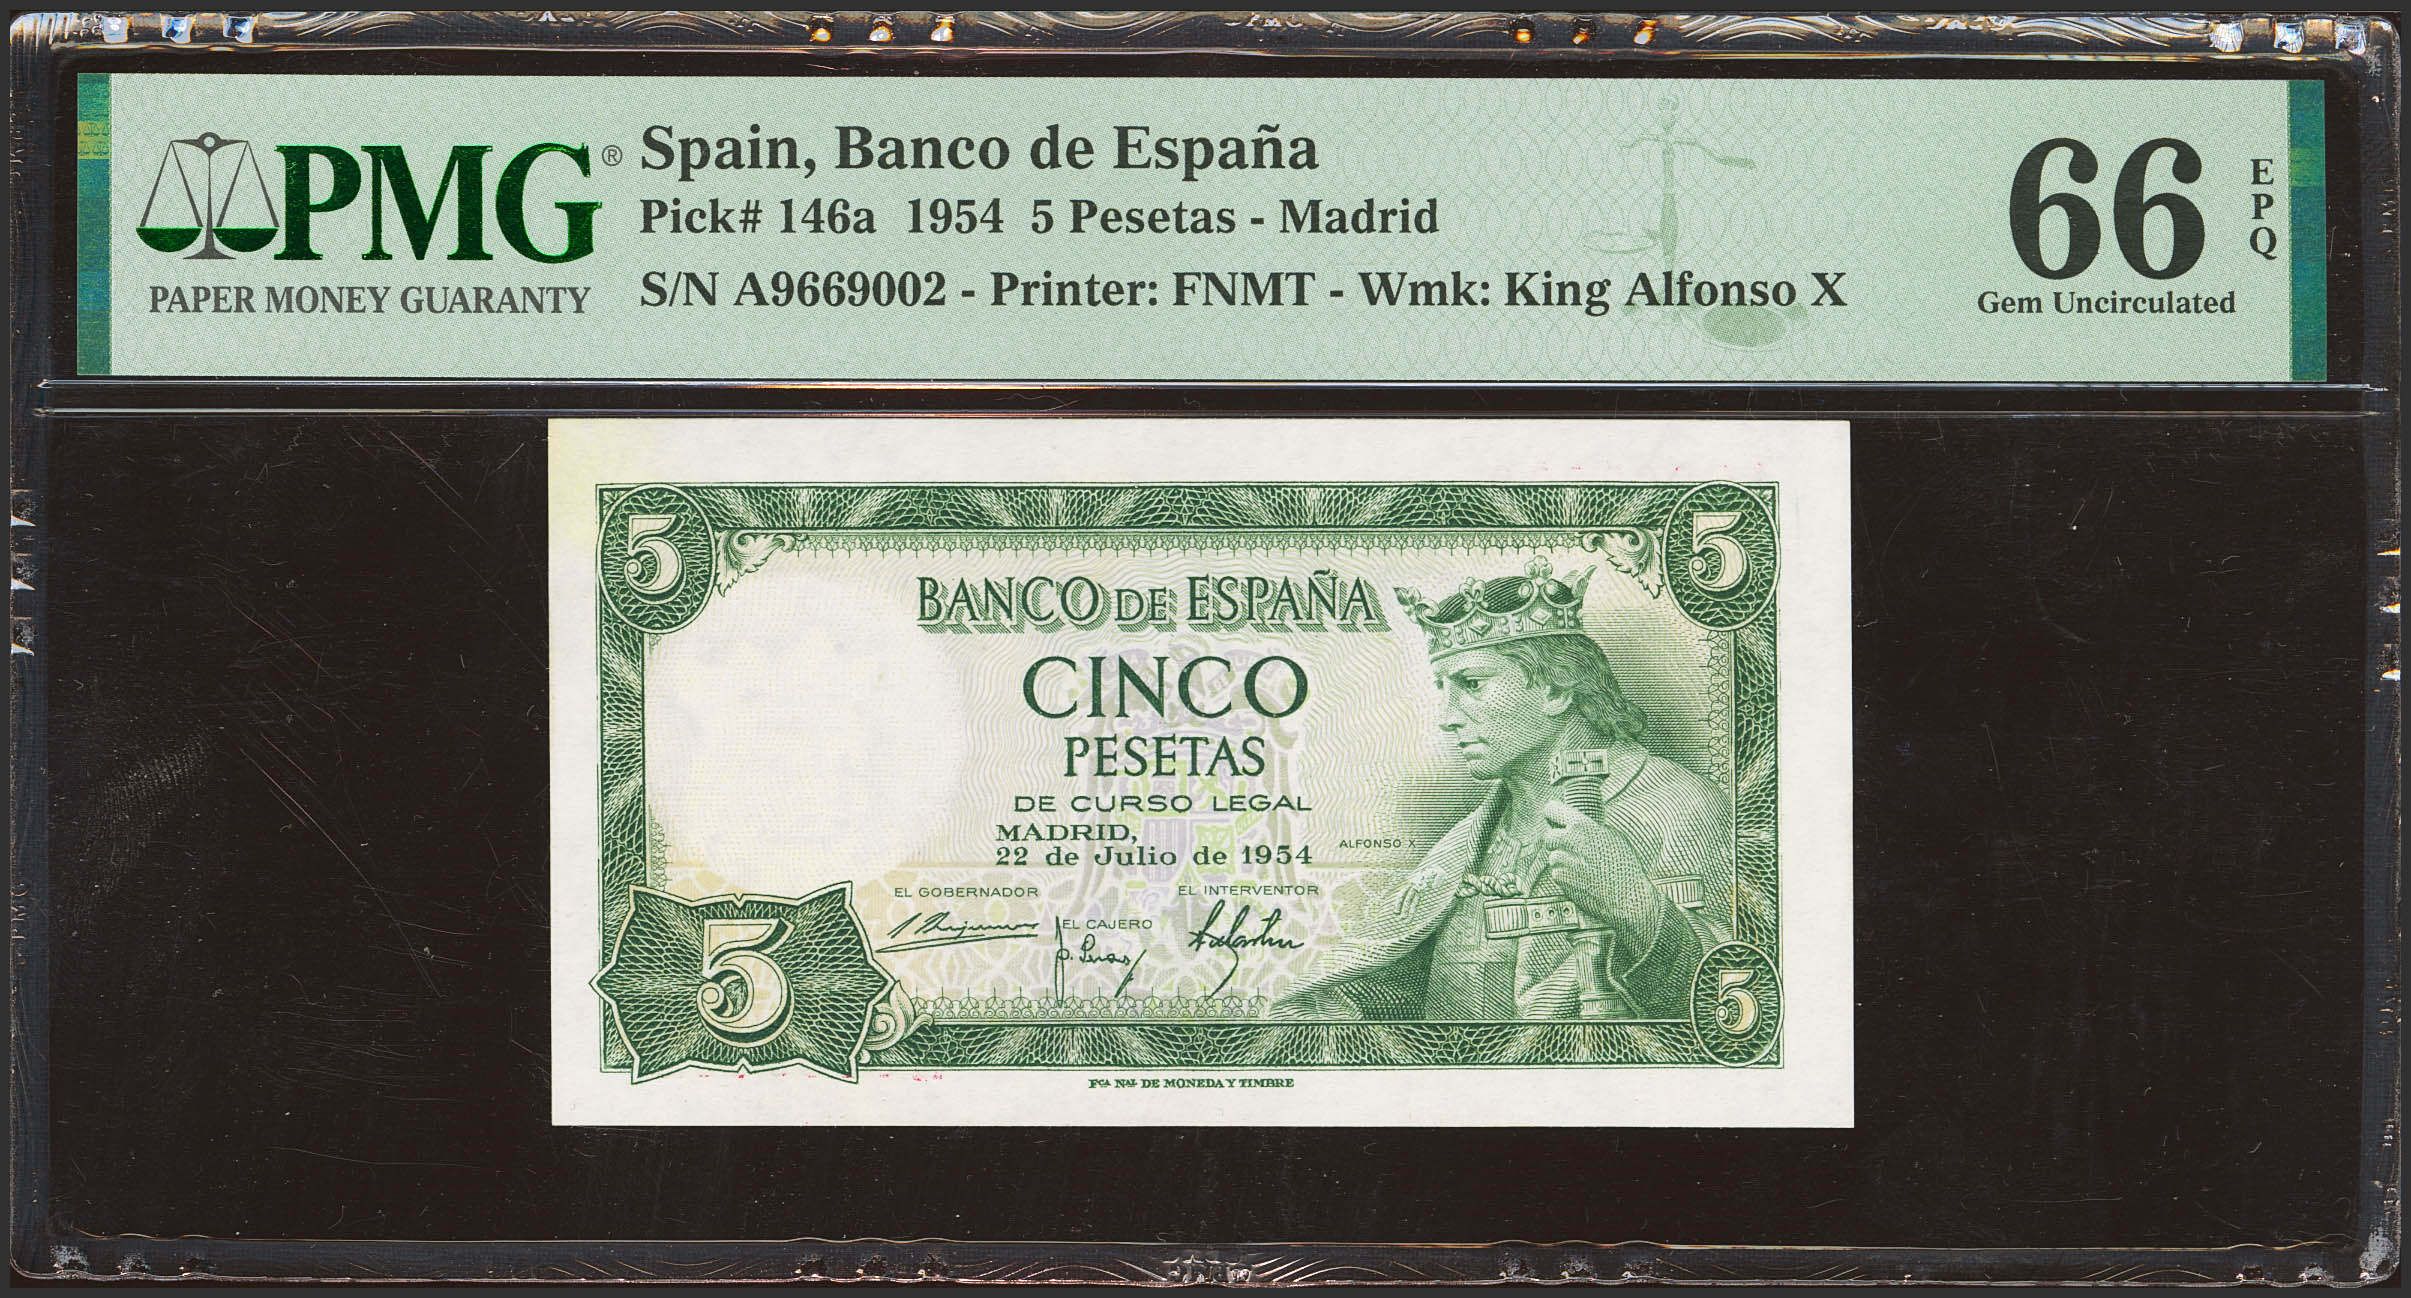 PMG®
PAPER MONEY GUARANTY
Spain, Banco de España
Pick# 146a 1954 5 Pesetas - Madrid
S/N A9669002 - Printer: FNMT - Wmk: King Alfonso X
66
EPQ
Gem Uncirculated
5
5
BANCO DE ESPAÑA
CINCO
PESETAS
DE CURSO LEGAL
MADRID,
22 de Julio de 1954
ALFONSO X
EL GOBERNADOR
EL INTERVENTOR
EL CAJERO
5
5
FCA NAL DE MONEDA Y TIMBRE